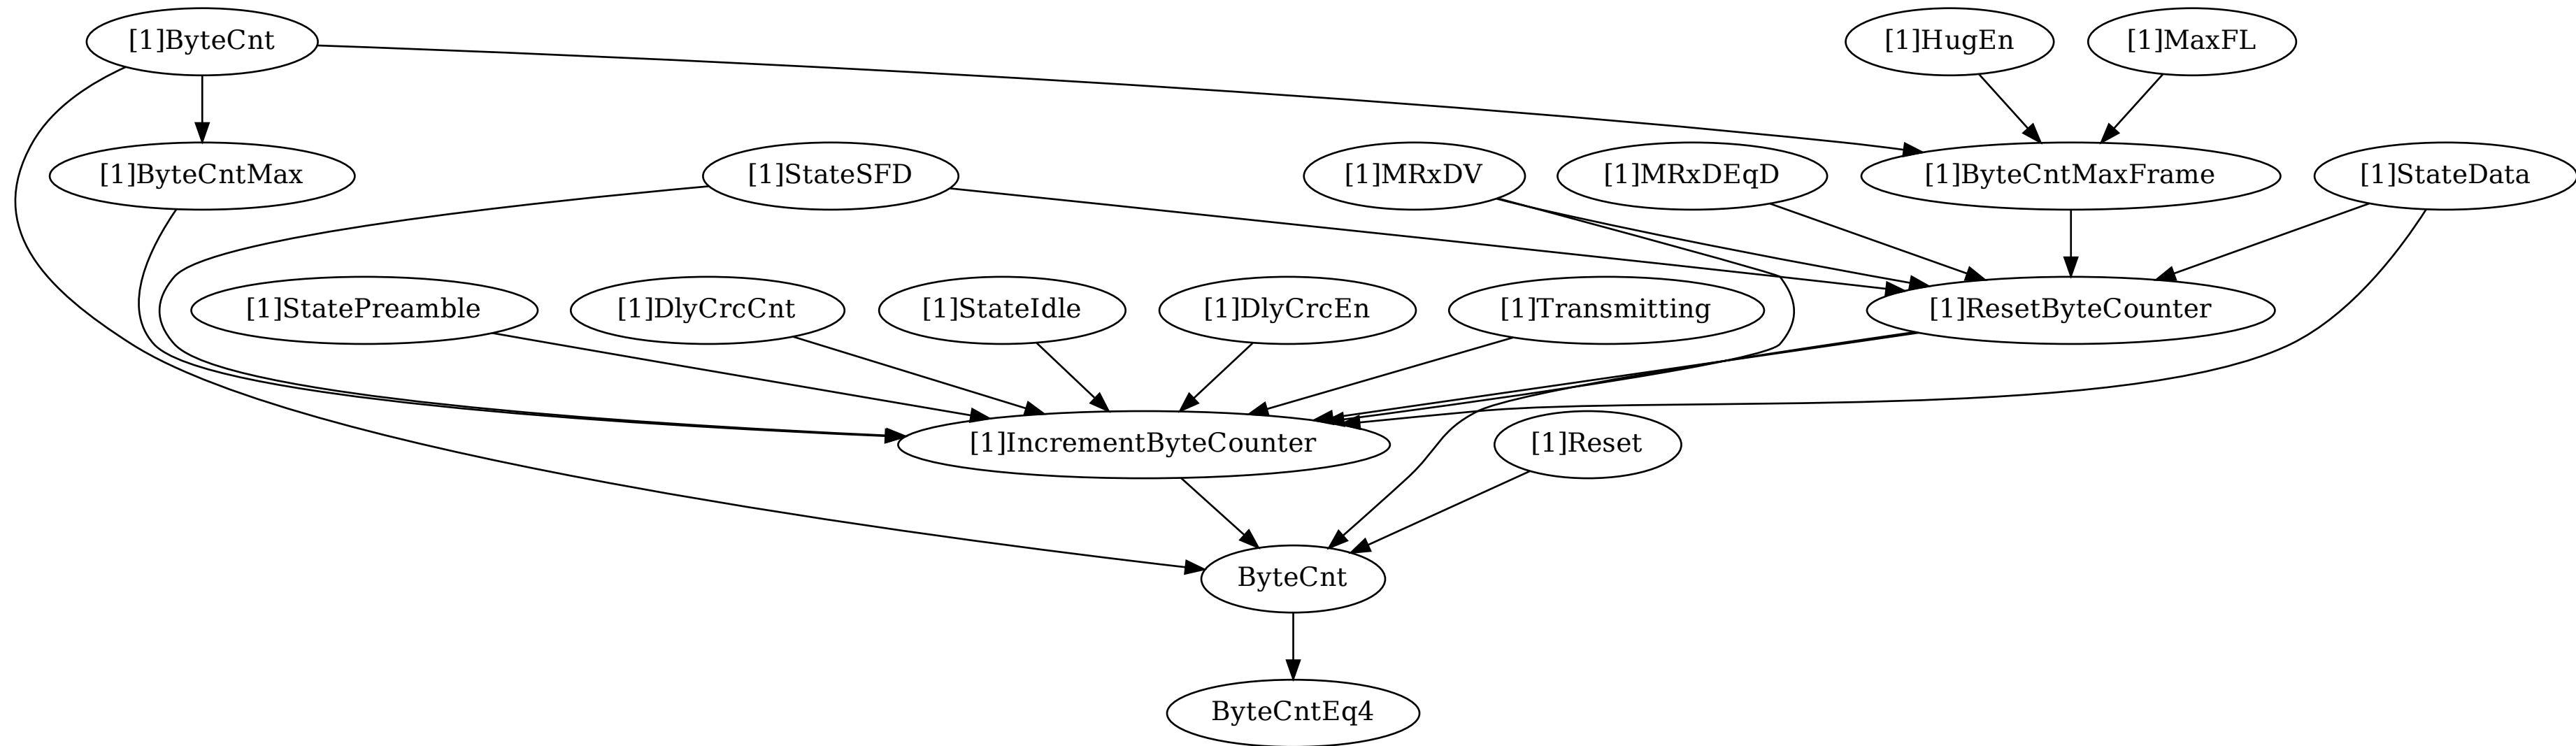 [1]ByteCnt
[1]HugEn
[1]MaxFL
[1]ByteCntMax
[1]StateSFD
[1]MRxDV
[1]MRxDEqD
[1]ByteCntMaxFrame
[1]StateData
[1]StatePreamble
[1]DlyCrcCnt
[1]StateIdle
[1]DlyCrcEn
[1]Transmitting
[1]ResetByteCounter
[1]IncrementByteCounter
[1]Reset
ByteCnt
ByteCntEq4